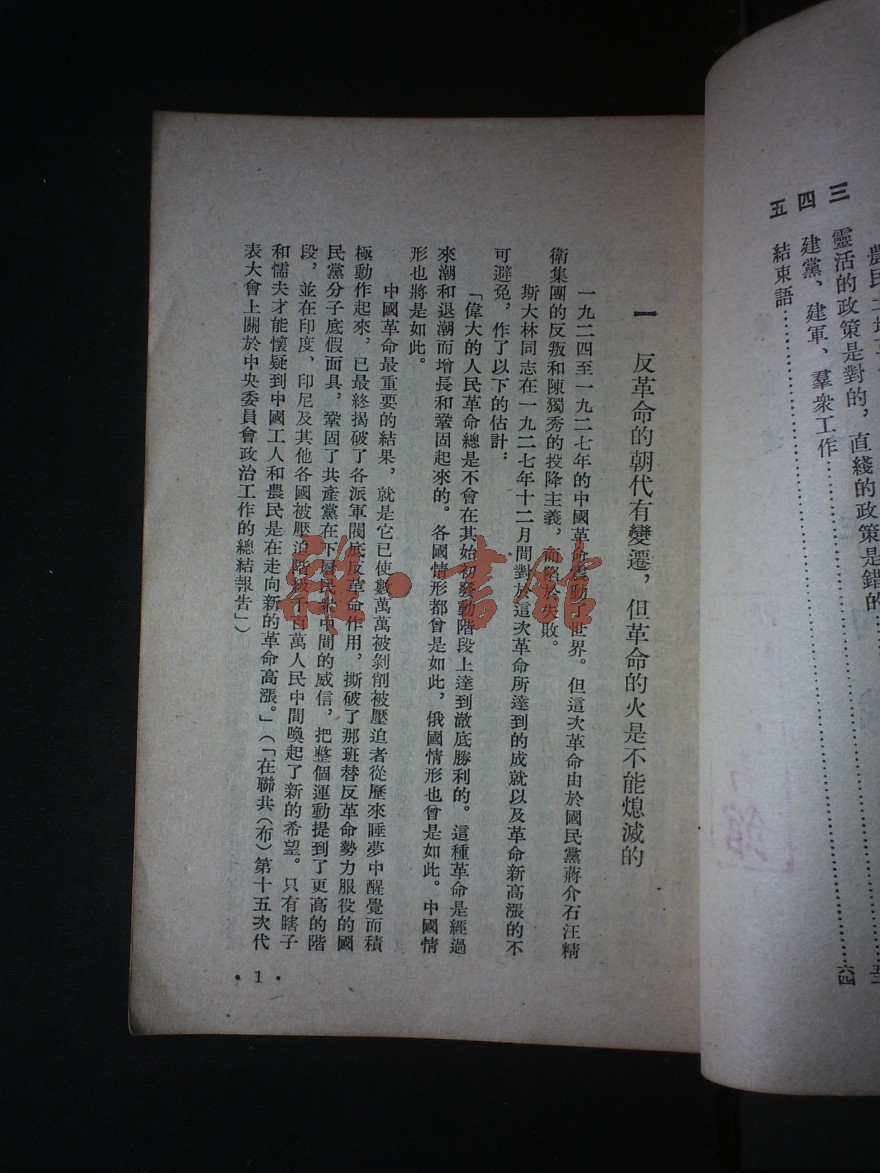 三
四 靈活的政策是對的，直綫的政策是錯的
五 建黨、建軍、羣衆工作
結束語 六四
一 反革命的朝代有變遷，但革命的火是不能熄滅的
一九二四至一九二七年的中國革命震動了世界。但這次革命由於國民黨蔣介石汪精
衛集團的反叛和陳獨秀的投降主義，而陷於失敗。
斯大林同志在一九二七年十二月間對於這次革命所達到的成就以及革命新高漲的不
可避免，作了以下的估計：
「偉大的人民革命總是不會在其始初發動階段上達到澈底勝利的。這種革命是經過
來潮和退潮而增長和鞏固起來的。各國情形都曾是如此，俄國情形也曾是如此。中國情
形也將是如此。
中國革命最重要的結果，就是它已使數萬萬被剝削被壓迫者從歷來睡夢中醒覺而積
極動作起來，已最終揭破了各派軍閥底反革命作用，撕破了那班替反革命勢力服役的國
民黨分子底假面具，鞏固了共產黨在下層民衆中間的威信，把整個運動提到了更高的階
段，並在印度、印尼及其他各國被壓迫階級千百萬人民中間喚起了新的希望。只有瞎子
和懦夫才能懷疑到中國工人和農民是在走向新的革命高漲。」（「在聯共（布）第十五次代
表大會上關於中央委員會政治工作的總結報告」）
· 1 ·
雜·書館